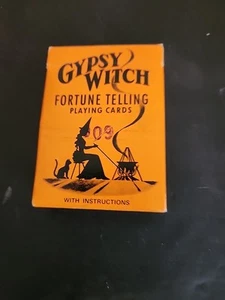 GYPSY
WITCH
FORTUNE TELLING
PLAYING CARDS
09
WITH INSTRUCTIONS